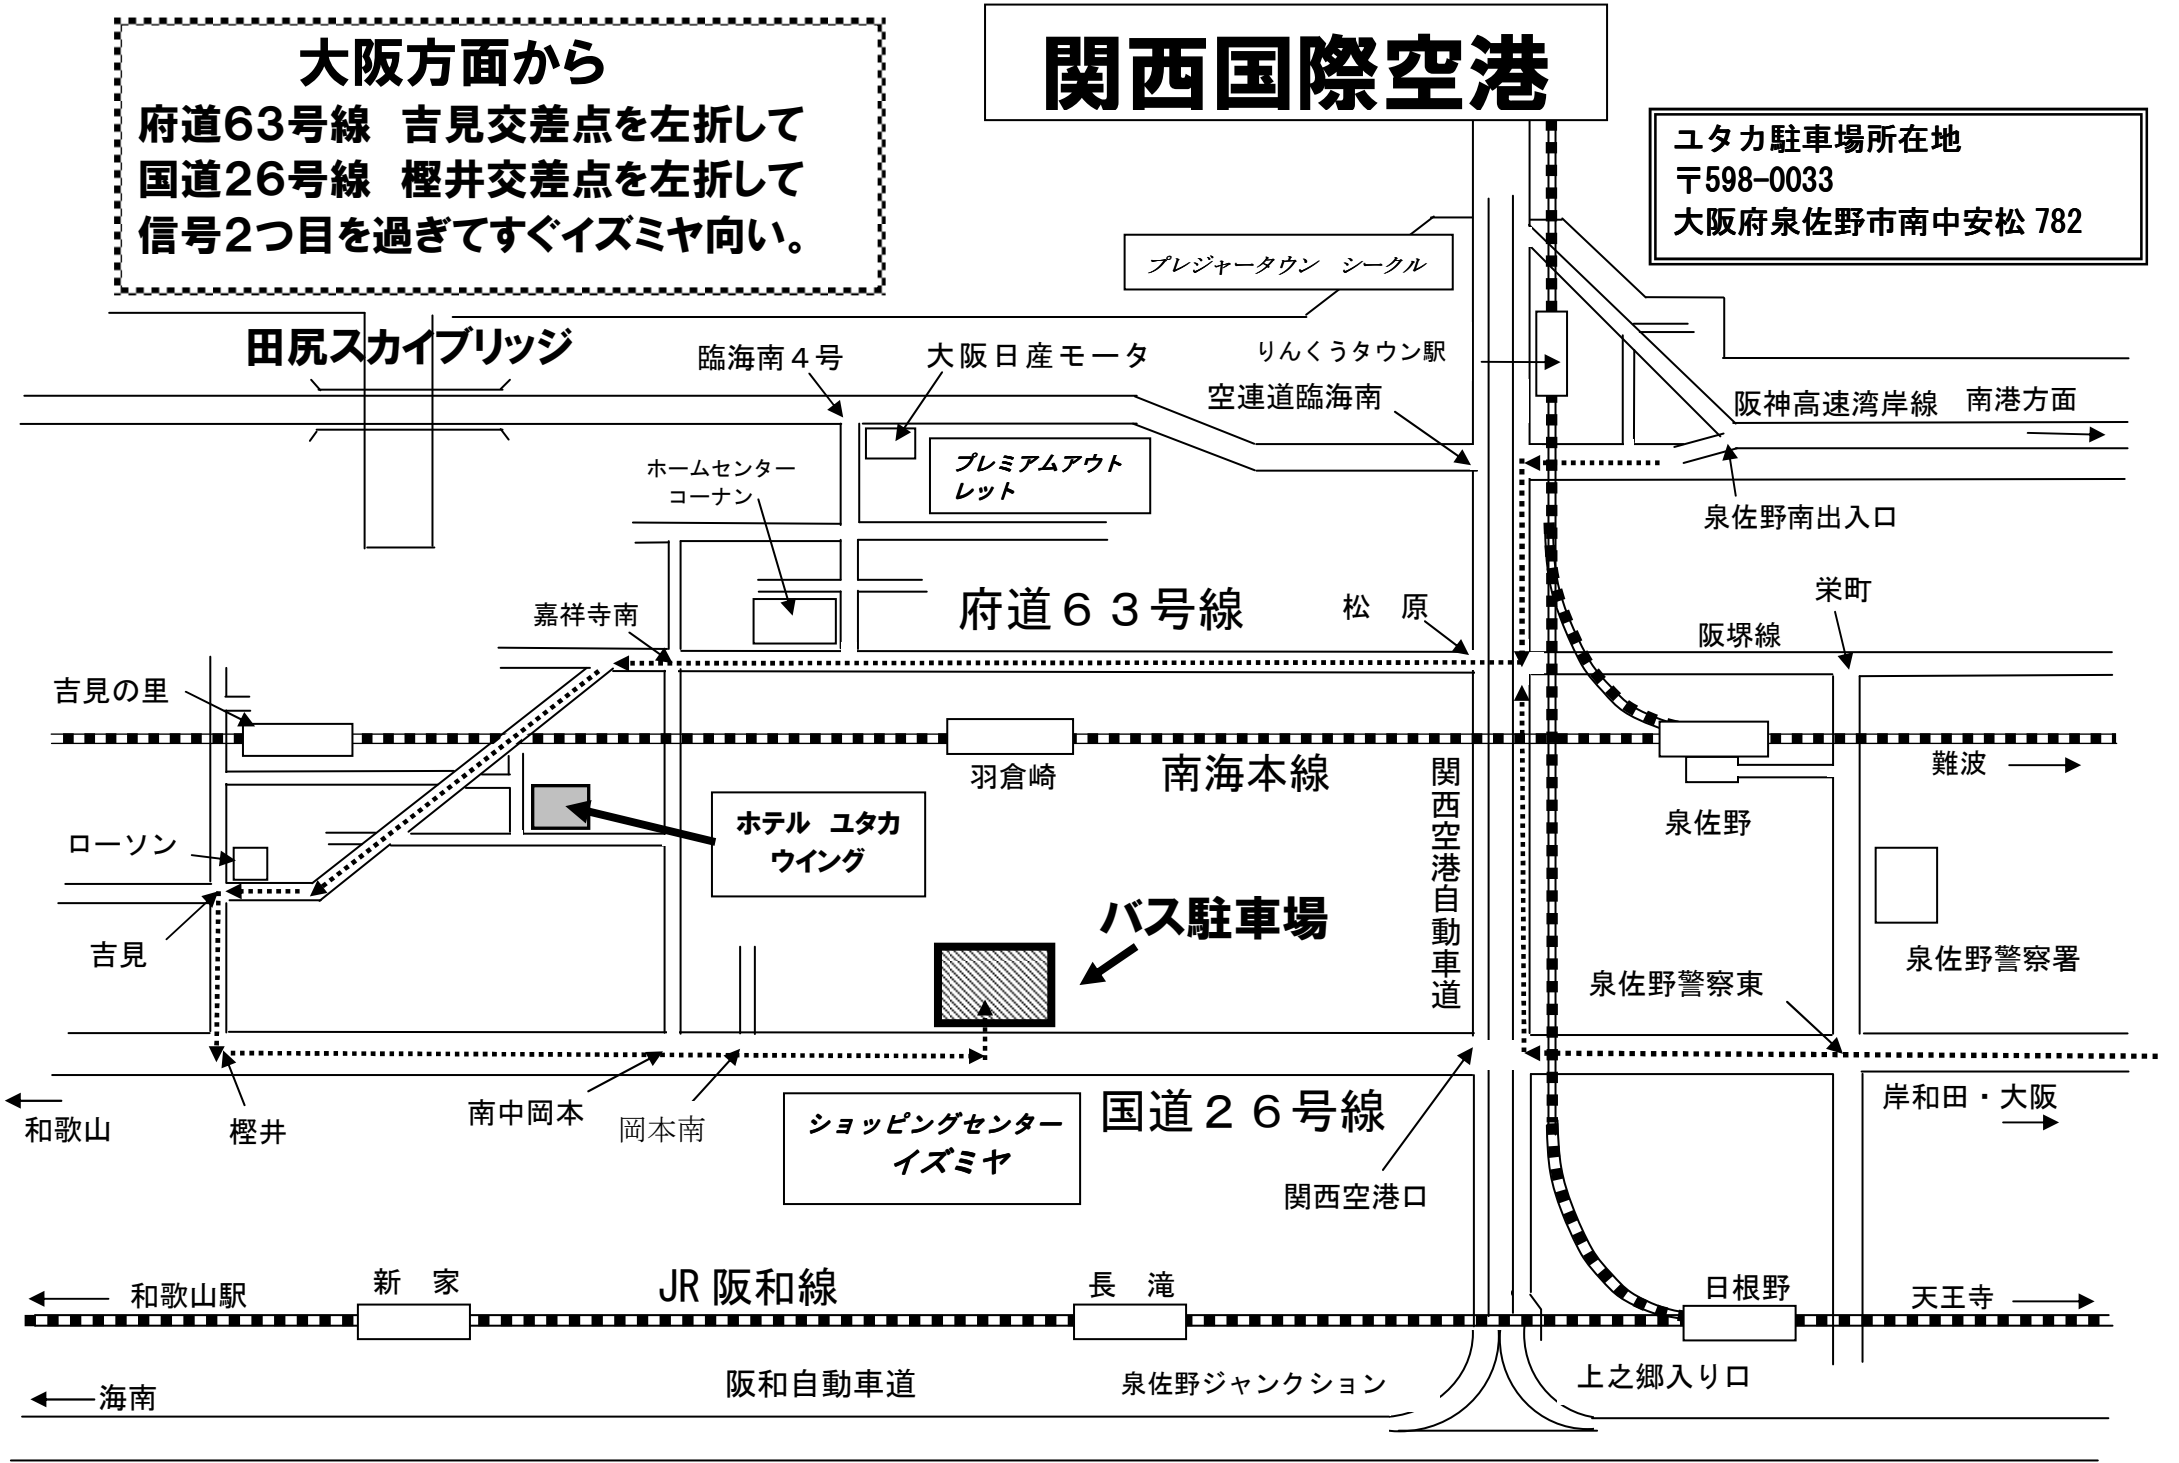 大阪方面から
府道63号線　吉見交差点を左折して
国道26号線　樫井交差点を左折して
信号2つ目を過ぎてすぐイズミヤ向い。
関西国際空港
ユタカ駐車場所在地
〒598-0033
大阪府泉佐野市南中安松 782
プレジャータウン　シークル
田尻スカイブリッジ
臨海南４号
大阪日産モータ
りんくうタウン駅
空連道臨海南
阪神高速湾岸線
南港方面
ホームセンター
コーナン
プレミアムアウト
レット
泉佐野南出入口
嘉祥寺南
府道６３号線
松　原
栄町
阪堺線
吉見の里
羽倉崎
南海本線
関西空港自動車道
難波
泉佐野
ローソン
ホテル　ユタカ
ウイング
バス駐車場
吉見
泉佐野警察署
泉佐野警察東
和歌山
樫井
南中岡本
岡本南
ショッピングセンター
イズミヤ
国道２６号線
岸和田・大阪
関西空港口
和歌山駅
新　家
JR 阪和線
長　滝
日根野
天王寺
海南
阪和自動車道
泉佐野ジャンクション
上之郷入り口